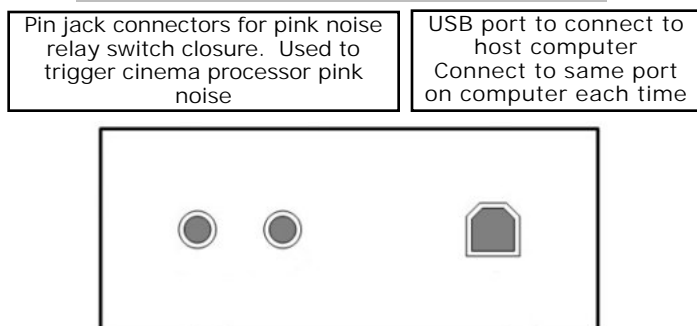 Pin jack connectors for pink noise
relay switch closure.  Used to
trigger cinema processor pink
noise
USB port to connect to
host computer
Connect to same port
on computer each time